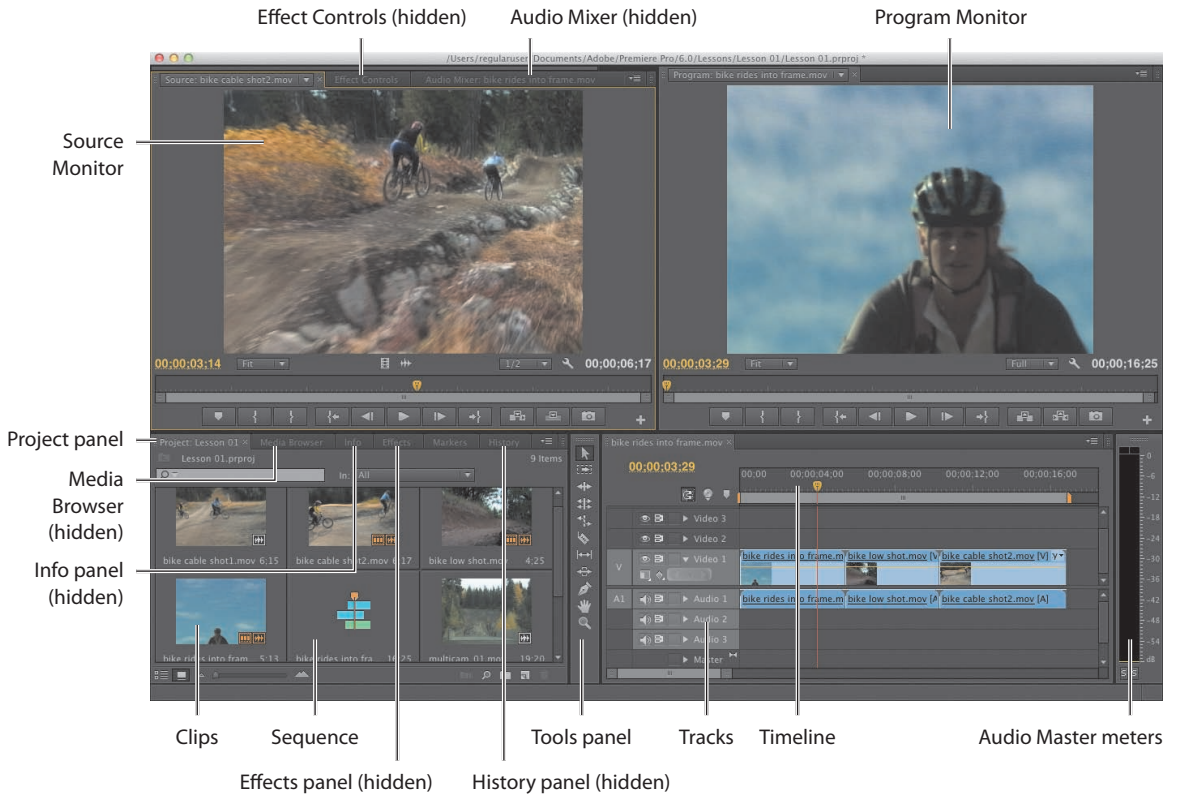 Effect Controls (hidden) Audio Mixer (hidden) Program Monitor
/Users/regularuser/Documents/Adobe/Premiere Pro/6.0/Lessons/Lesson 01/Lesson 01.prproj *
Source: bike cable shot2.mov Effect Controls Audio Mixer: bike rides into frame.mov Program: bike rides into frame.mov
Source
Monitor
00;00;03;14 Fit 1/2 00;00;06;17 00;00;03;29 Fit Full 00;00;16;25
Project panel
Project: Lesson 01 Media Browser Info Effects Markers History bike rides into frame.mov
Lesson 01.prproj 9 Items
In: All
00;00;03;29
00;00 00;00;04;00 00;00;08;00 00;00;12;00 00;00;16;00
Media
Browser
(hidden)
Video 3
Video 2
bike cable shot1.mov 6;15 bike cable shot2.mov 6;17 bike low shot.mov 4;25
V Video 1 bike rides into frame.m bike low shot.mov [V] bike cable shot2.mov [V]
Info panel
(hidden)
A1 Audio 1 bike rides into frame.m bike low shot.mov [A bike cable shot2.mov [A]
Audio 2
Audio 3
Master
bike rides into fram... 5;13 bike rides into fra... 16;25 multicam_01.mov 19;20
0
-6
-12
-18
-24
-30
-36
-42
-48
-54
dB
S S
Clips Sequence Tools panel Tracks Timeline Audio Master meters
Effects panel (hidden) History panel (hidden)